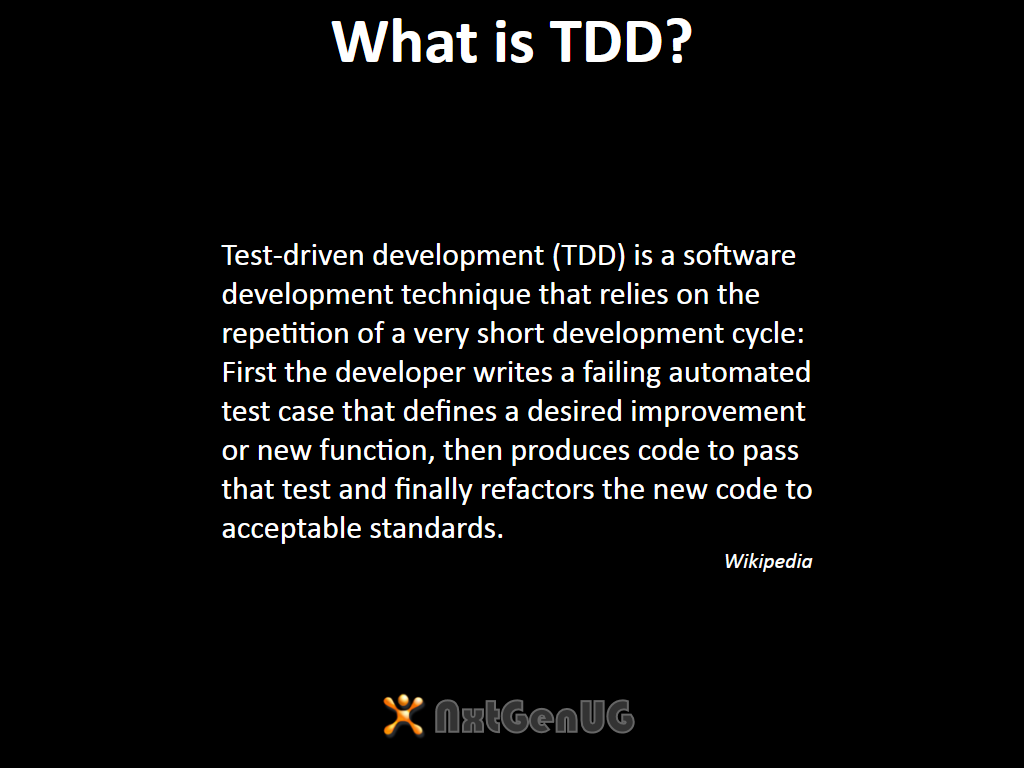 What is TDD?
Test-driven development (TDD) is a software
development technique that relies on the
repetition of a very short development cycle:
First the developer writes a failing automated
test case that defines a desired improvement
or new function, then produces code to pass
that test and finally refactors the new code to
acceptable standards.
Wikipedia
NxtGenUG